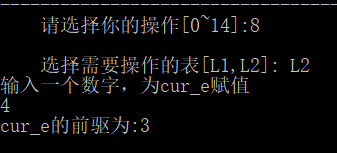 请选择你的操作[0~14]:8
选择需要操作的表[L1,L2]: L2
输入一个数字，为cur_e赋值
4
cur_e的前驱为:3